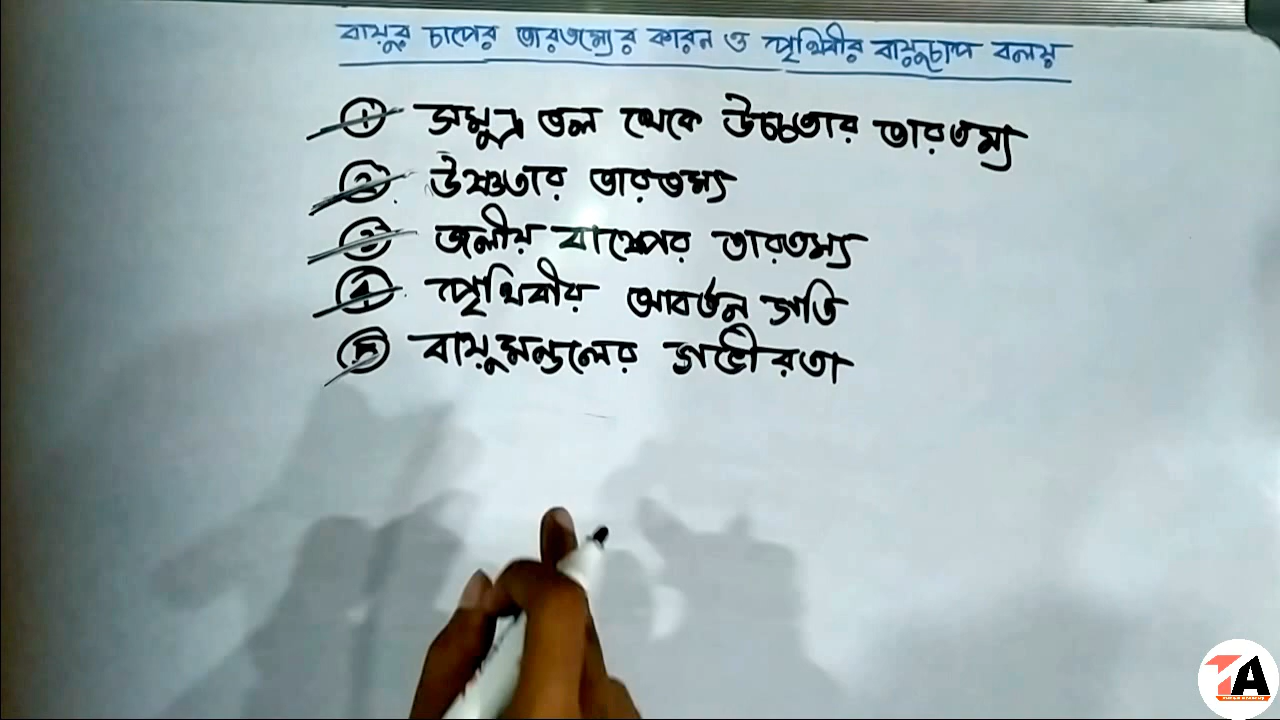 বায়ুর চাপের তারতম্যের কারন ও পৃথিবীর বায়ুচাপ বলয়
১ সমুদ্র তল থেকে উচ্চতার তারতম্য
২ উষ্ণতার তারতম্য
৩ জলীয় বাষ্পের তারতম্য
৪ পৃথিবীর আবর্তন গতি
৫ বায়ুমন্ডলের গভীরতা
TA